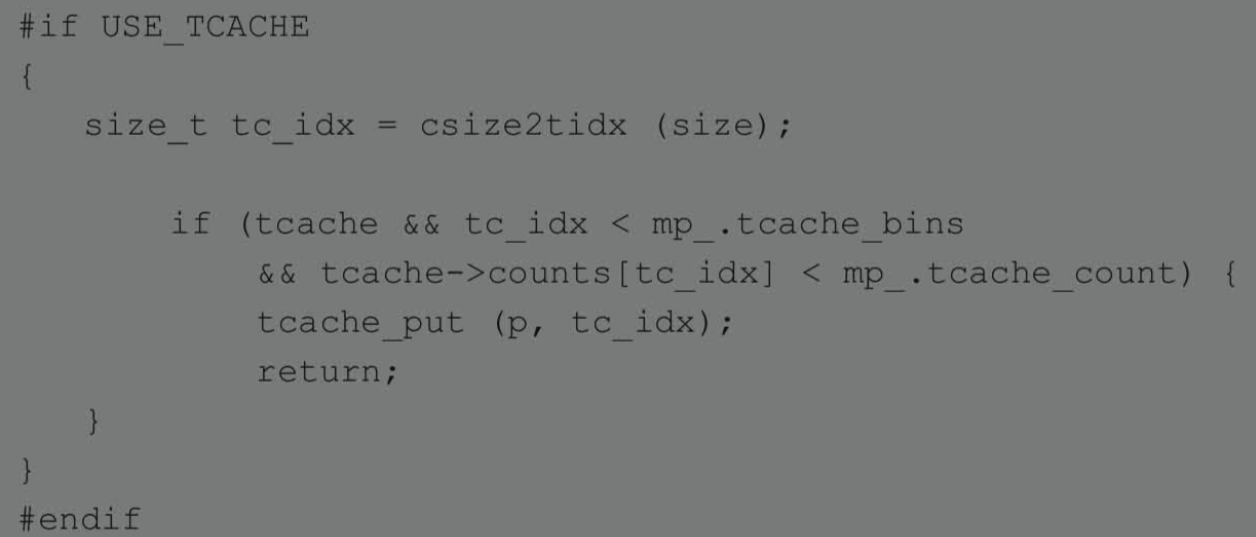 #if USE_TCACHE
{
size_t tc_idx = csize2tidx (size);
if (tcache && tc_idx < mp_.tcache_bins
&& tcache->counts[tc_idx] < mp_.tcache_count) {
tcache_put (p, tc_idx);
return;
}
}
#endif